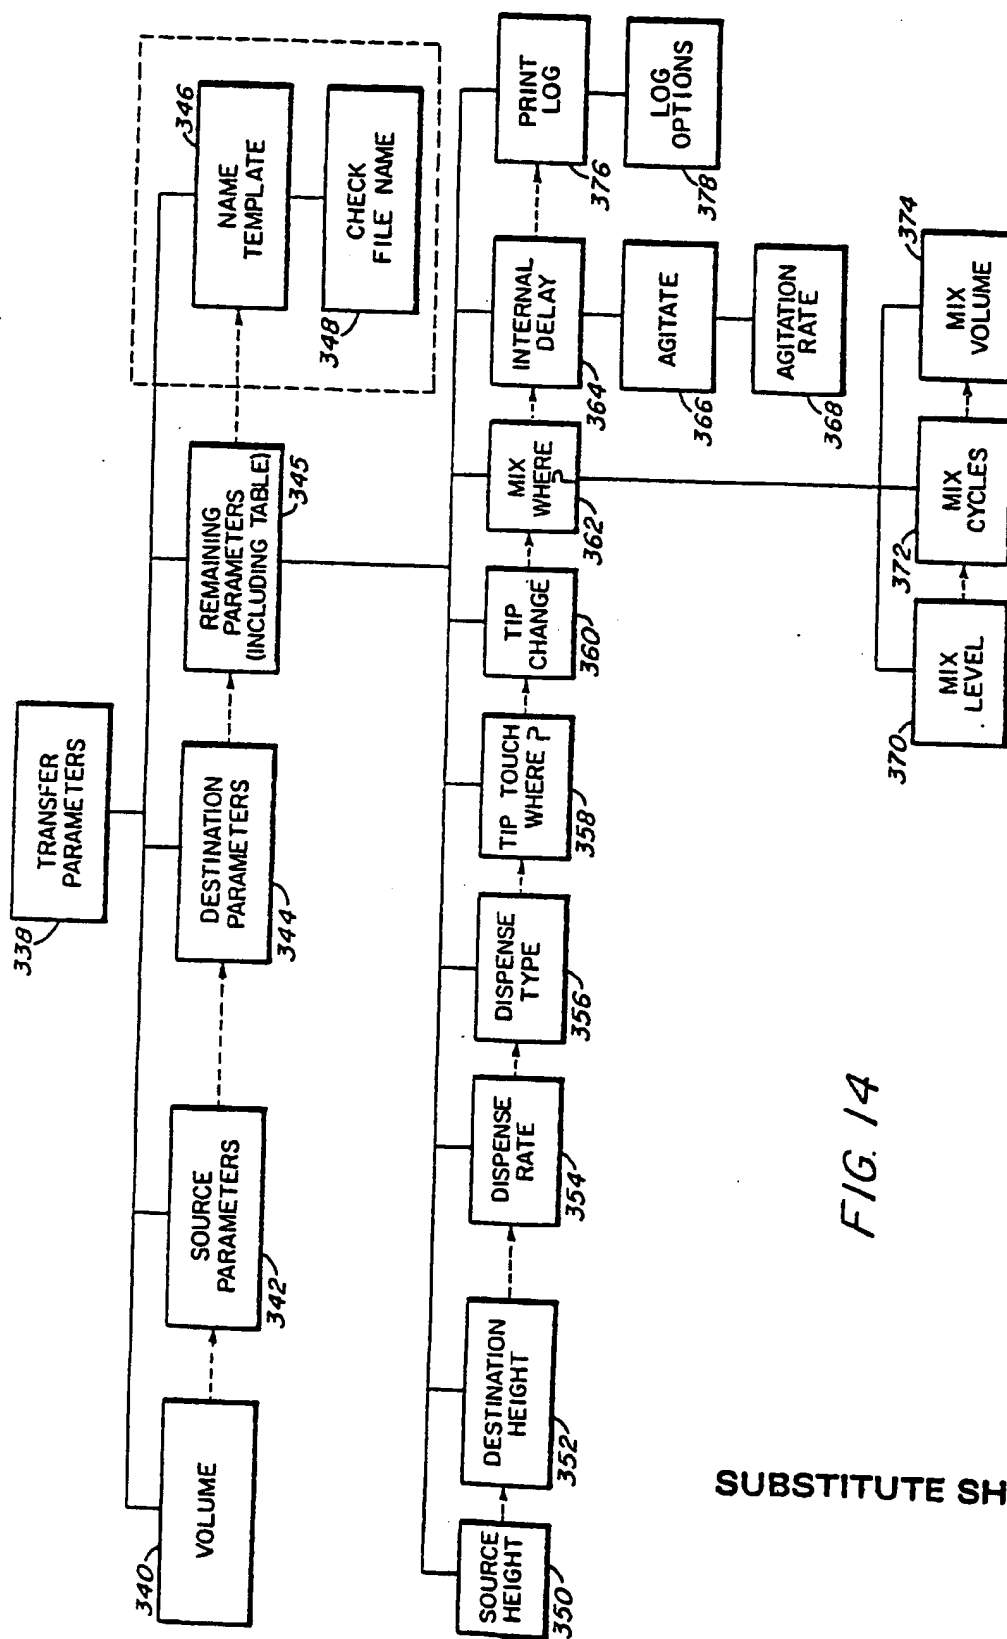 TRANSFER
PARAMETERS
338
VOLUME
340
SOURCE
PARAMETERS
342
DESTINATION
PARAMETERS
344
REMAINING
PARAMETERS
(INCLUDING TABLE)
345
NAME
TEMPLATE
346
CHECK
FILE NAME
348
SOURCE
HEIGHT
350
DESTINATION
HEIGHT
352
DISPENSE
RATE
354
DISPENSE
TYPE
356
TIP TOUCH
WHERE?
358
TIP
CHANGE
360
MIX
WHERE?
362
INTERNAL
DELAY
364
AGITATE
366
AGITATION
RATE
368
PRINT
LOG
376
LOG
OPTIONS
378
MIX
LEVEL
370
MIX
CYCLES
372
MIX
VOLUME
374
FIG. 14
SUBSTITUTE SH